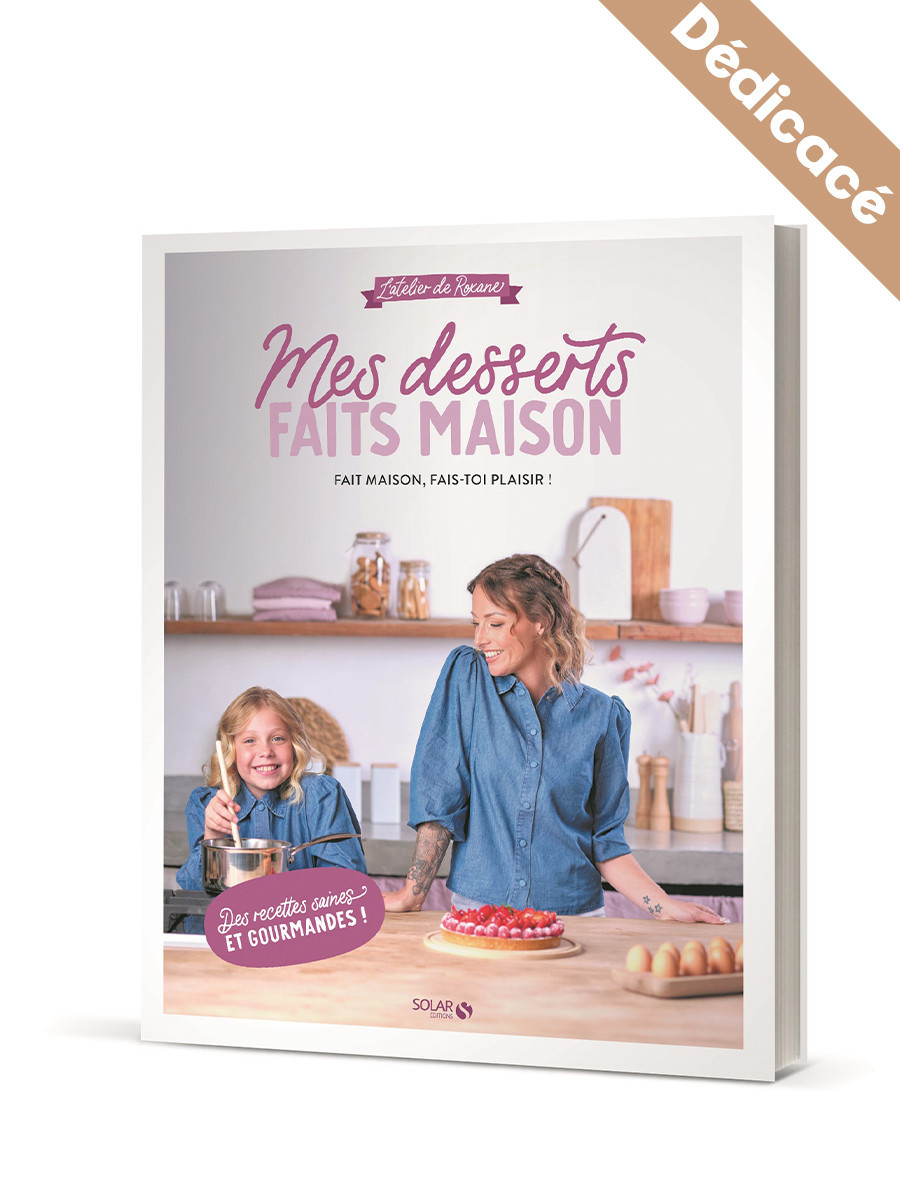 Dédicacé
L'atelier de Roxane
Mes desserts
FAITS MAISON
FAIT MAISON, FAIS-TOI PLAISIR !
Des recettes saines
ET GOURMANDES !
SOLAR
EDITIONS